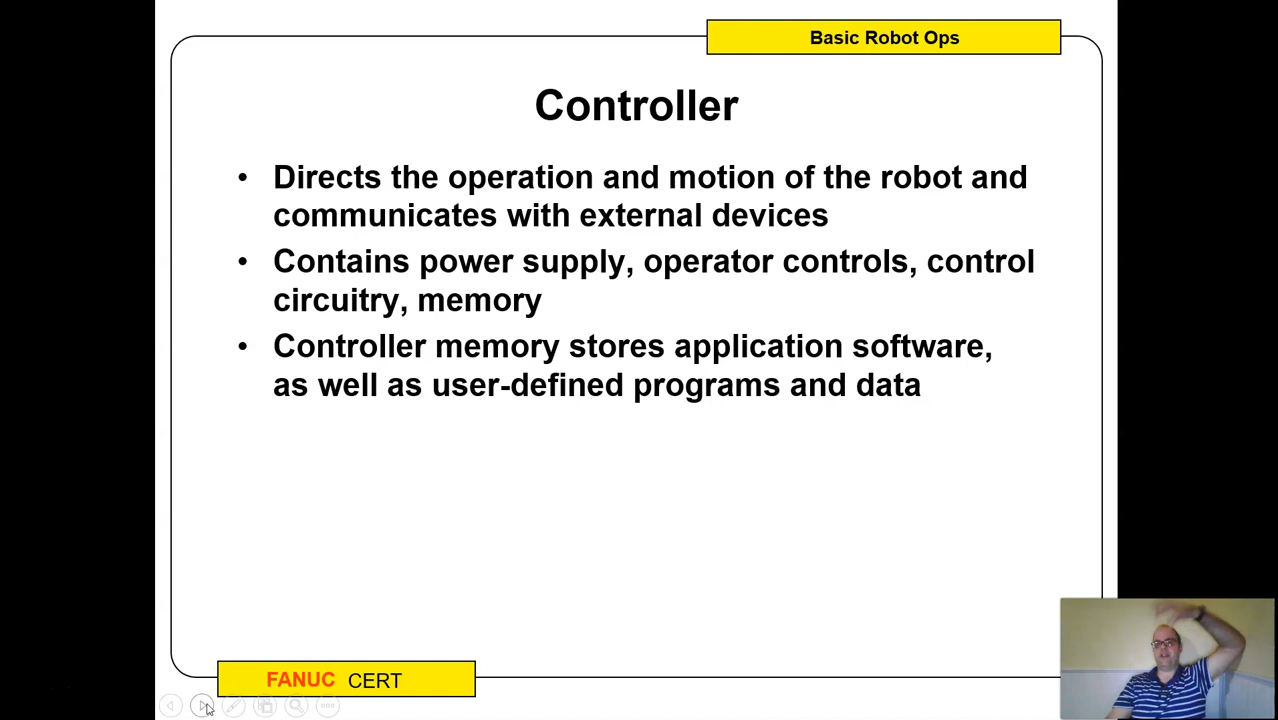 Basic Robot Ops
Controller
• Directs the operation and motion of the robot and
communicates with external devices
• Contains power supply, operator controls, control
circuitry, memory
• Controller memory stores application software,
as well as user-defined programs and data
FANUC CERT